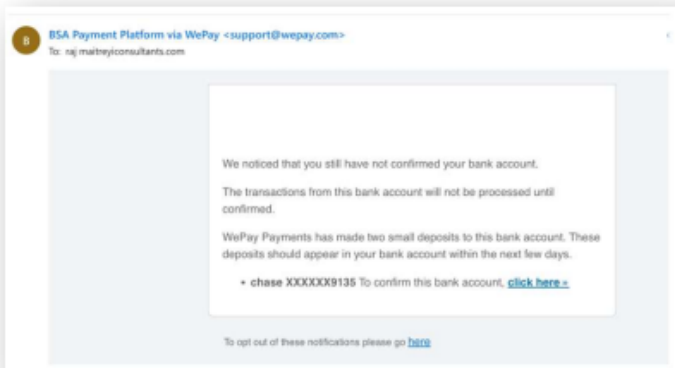 B
BSA Payment Platform via WePay <support@wepay.com>
To: raj maitreyiconsultants.com
We noticed that you still have not confirmed your bank account.
The transactions from this bank account will not be processed until
confirmed.
WePay Payments has made two small deposits to this bank account. These
deposits should appear in your bank account within the next few days.
• chase XXXXXX9135 To confirm this bank account, click here »
To opt out of these notifications please go here